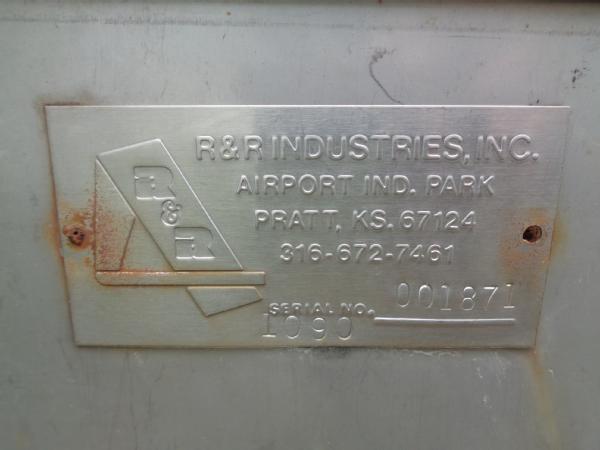 R&R INDUSTRIES, INC.
AIRPORT IND. PARK
PRATT, KS. 67124
316-672-7461
R&R
SERIAL NO. 001871
1090